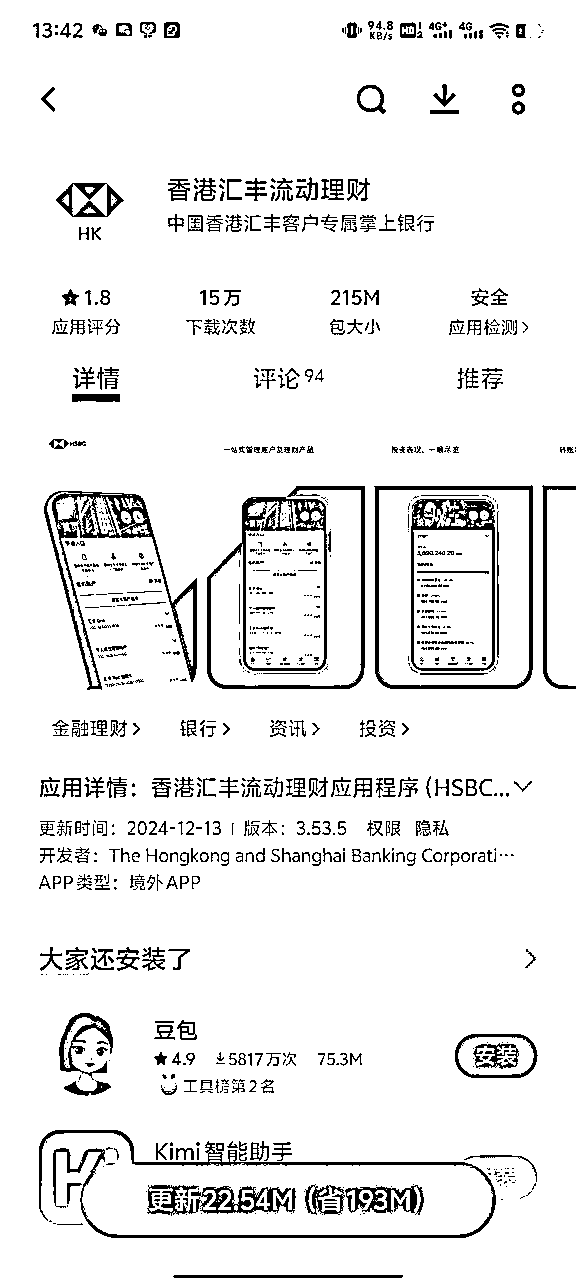 13:42
94.8
KB/s
HD
4G+
4G
香港汇丰流动理财
中国香港汇丰客户专属掌上银行
HK
1.8
15万
215M
安全
应用评分
下载次数
包大小
应用检测
详情
评论94
推荐
HSBC
一站式管理账户及理财产品
金融理财
银行
资讯
投资
应用详情：香港汇丰流动理财应用程序 (HSBC...
更新时间：2024-12-13 | 版本：3.53.5 权限 隐私
开发者：The Hongkong and Shanghai Banking Corporati···
APP类型：境外APP
大家还安装了
豆包
4.9 5817万次 75.3M
安装
工具榜第2名
Kimi 智能助手
更新22.54M（省193M）